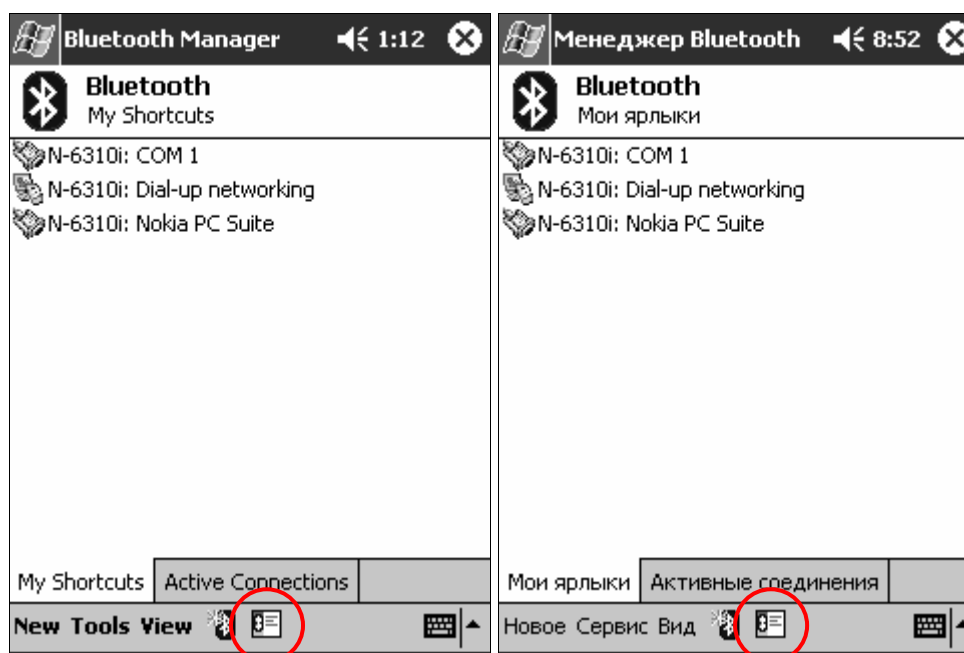 Bluetooth Manager 1:12
Bluetooth
My Shortcuts
N-6310i: COM 1
N-6310i: Dial-up networking
N-6310i: Nokia PC Suite
My Shortcuts Active Connections
New Tools View
Менеджер Bluetooth 8:52
Bluetooth
Мои ярлыки
N-6310i: COM 1
N-6310i: Dial-up networking
N-6310i: Nokia PC Suite
Мои ярлыки Активные соединения
Новое Сервис Вид